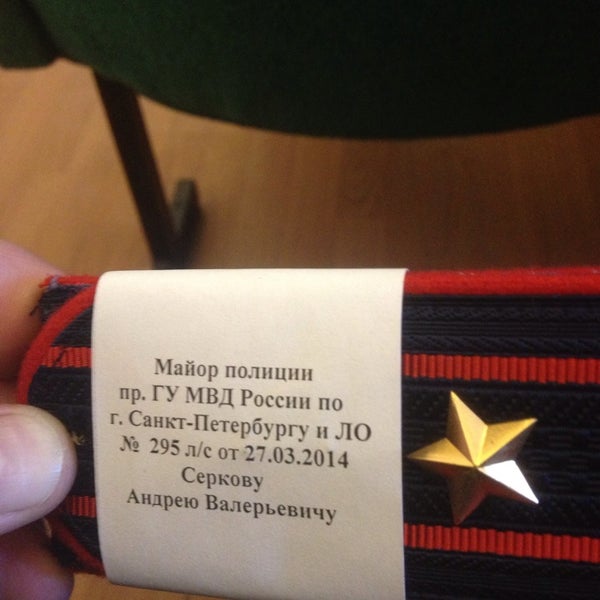 Майор полиции
пр. ГУ МВД России по
г. Санкт-Петербургу и ЛО
№ 295 л/с от 27.03.2014
Серкову
Андрею Валерьевичу